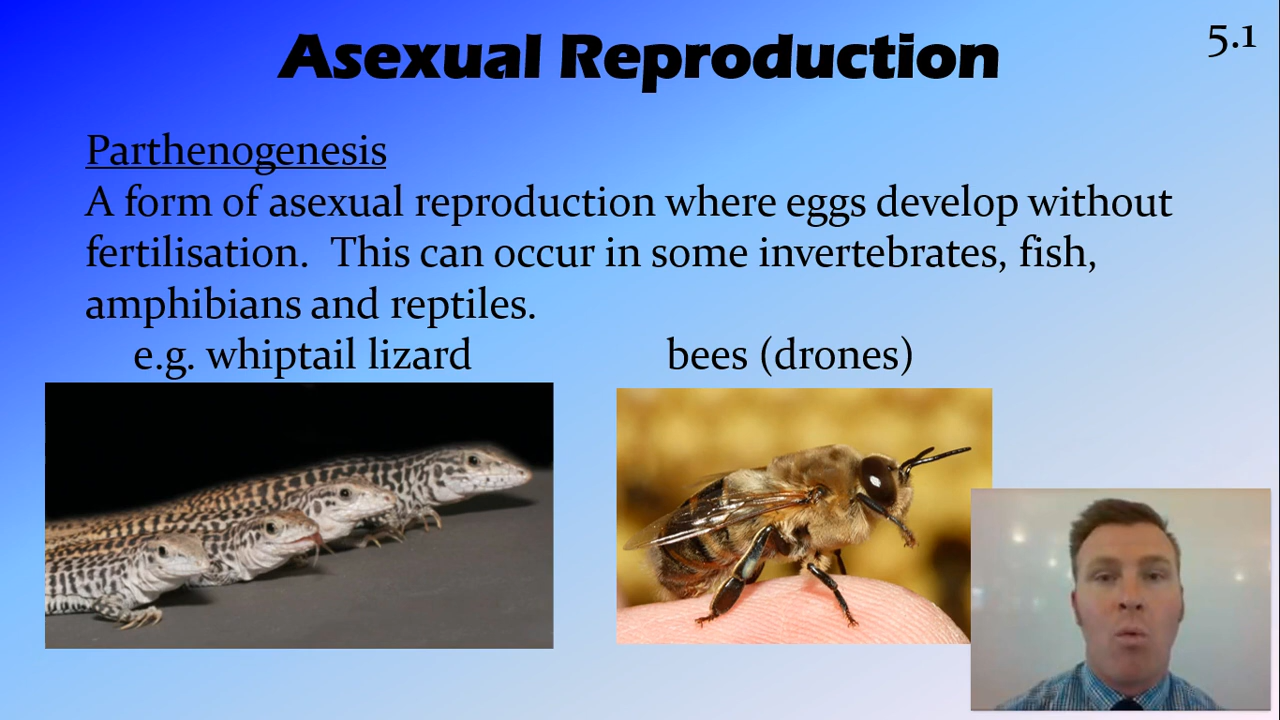 Asexual Reproduction
5.1
Parthenogenesis
A form of asexual reproduction where eggs develop without
fertilisation.  This can occur in some invertebrates, fish,
amphibians and reptiles.
e.g. whiptail lizard
bees (drones)